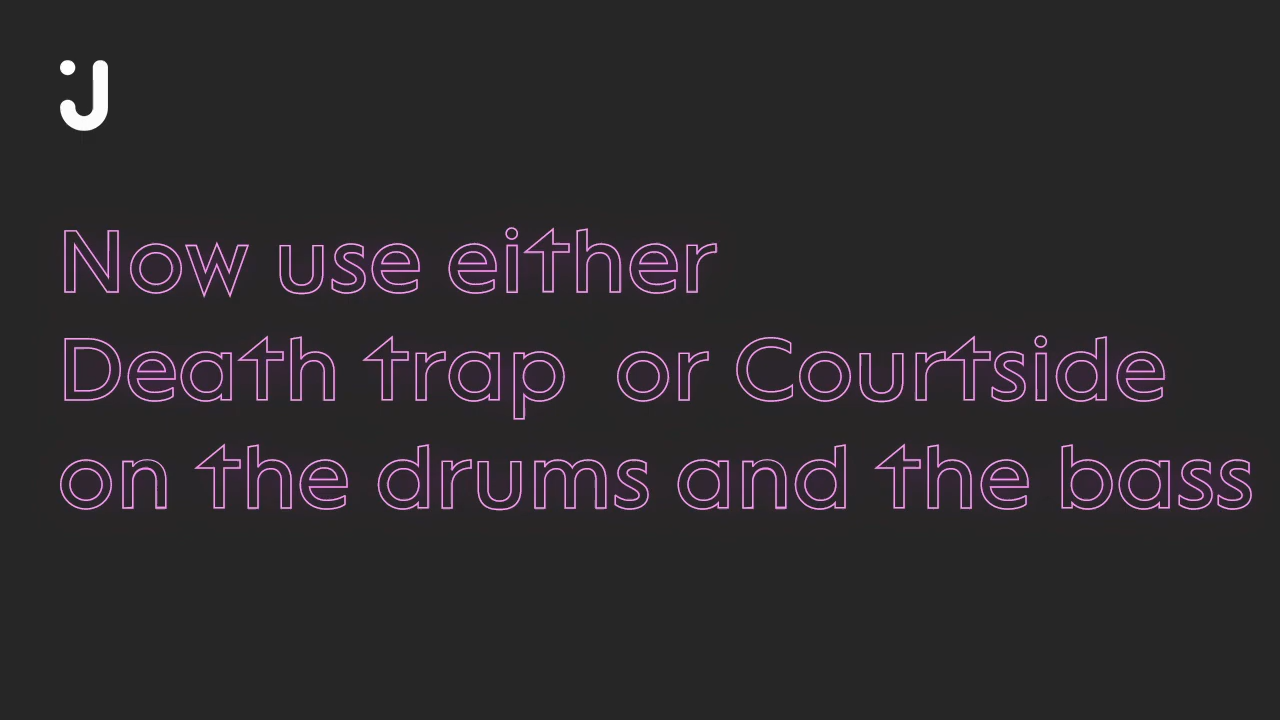 Now use either
Death trap  or Courtside
on the drums and the bass